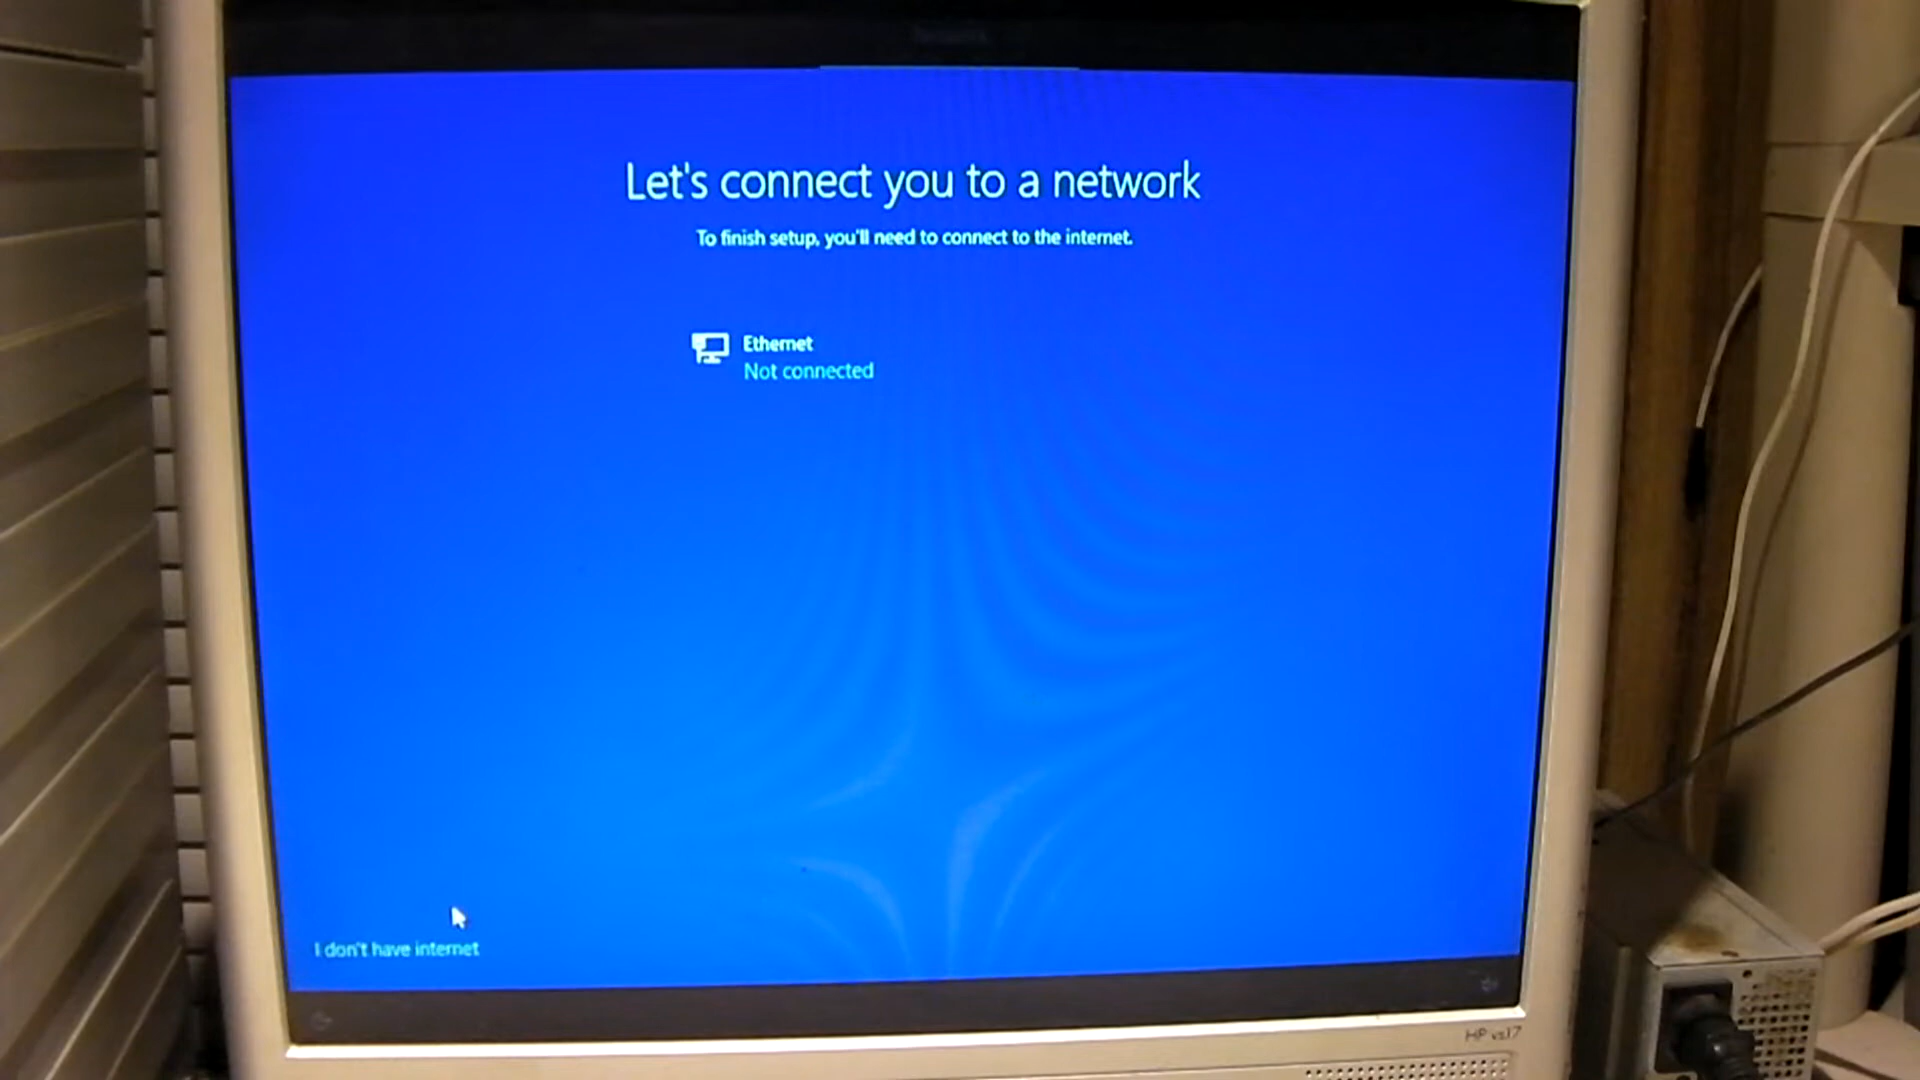 Let's connect you to a network
To finish setup, you'll need to connect to the internet.
Ethernet
Not connected
I don't have internet
HP vs17